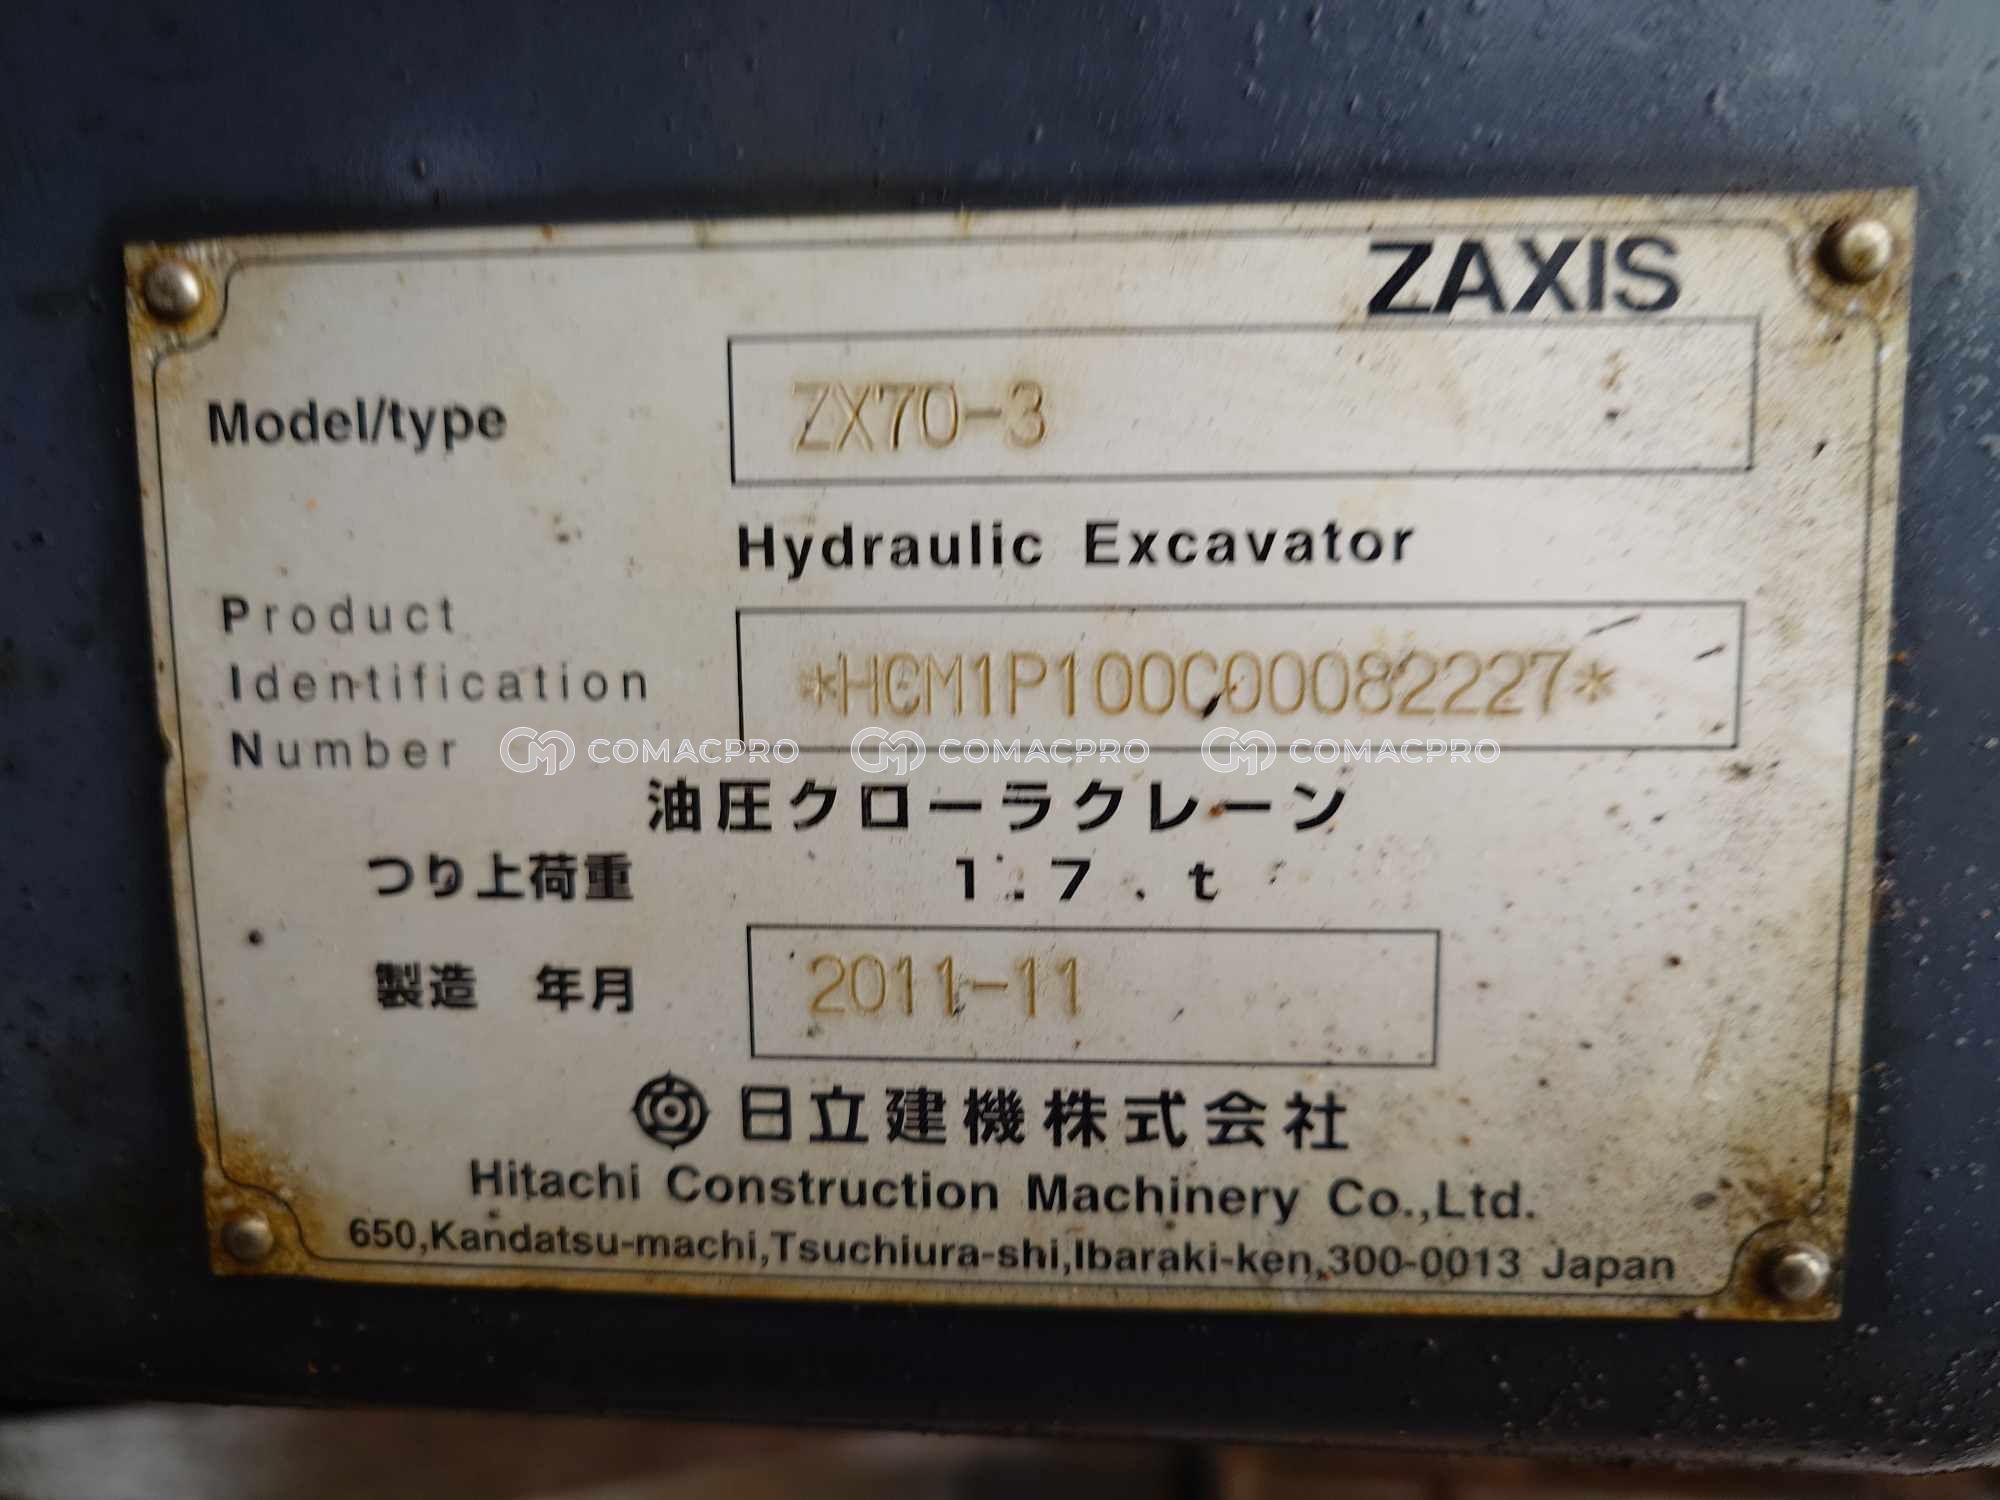 ZAXIS
Model/type ZX70-3
Hydraulic Excavator
Product
Identification
Number
*HCM1P100C00082227*
COMACPRO COMACPRO COMACPRO
油圧クローラクレーン
つり上荷重 1.7.t
製造 年月 2011-11
日立建機株式会社
Hitachi Construction Machinery Co.,Ltd.
650,Kandatsu-machi,Tsuchiura-shi,Ibaraki-ken,300-0013 Japan